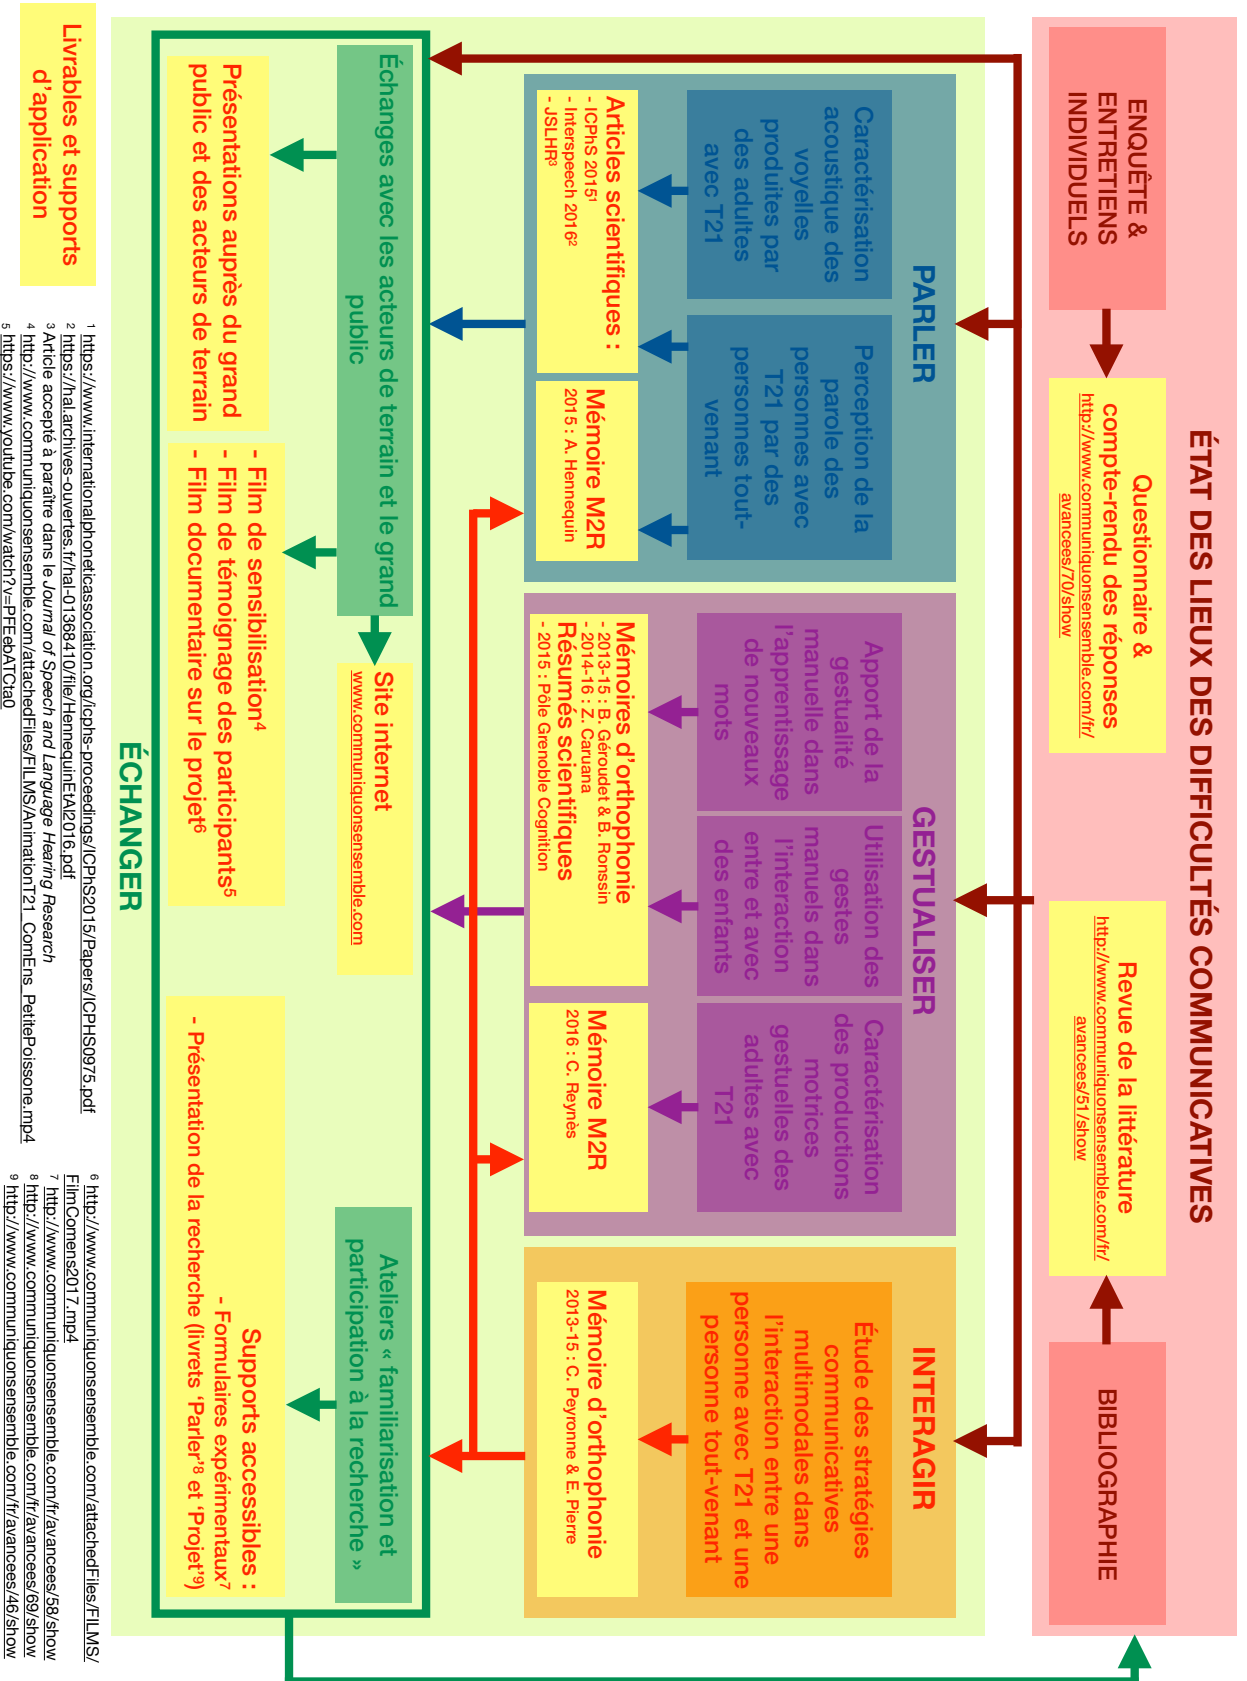 ÉTAT DES LIEUX DES DIFFICULTÉS COMMUNICATIVES
ENQUÊTE &
ENTRETIENS
INDIVIDUELS
Questionnaire &
compte-rendu des réponses
http://www.communiquonsensemble.com/fr/
avancees/70/show
Revue de la littérature
http://www.communiquonsensemble.com/fr/
avancees/51/show
BIBLIOGRAPHIE
PARLER
Caractérisation
acoustique des
voyelles
produites par
des adultes
avec T21
Perception de la
parole des
personnes avec
T21 par des
personnes tout-
venant
Articles scientifiques :
- ICPhS 2015¹
- Interspeech 2016²
- JSLHR³
Mémoire M2R
2015 : A. Hennequin
GESTUALISER
Apport de la
gestualité
manuelle dans
l'apprentissage
de nouveaux
mots
Utilisation des
gestes
manuels dans
l'interaction
entre et avec
des enfants
Caractérisation
des productions
motrices
gestuelles des
adultes avec
T21
Mémoires d'orthophonie
- 2013-15 : B. Géroudet & B. Ronssin
- 2014-16 : Z. Caruana
Résumés scientifiques
- 2015 : Pôle Grenoble Cognition
Mémoire M2R
2016 : C. Reynès
INTERAGIR
Étude des stratégies
communicatives
multimodales dans
l'interaction entre une
personne avec T21 et une
personne tout-venant
Mémoire d'orthophonie
2013-15 : C. Peyronne & E. Pierre
Échanges avec les acteurs de terrain et le grand
public
Site internet
www.communiquonsensemble.com
Ateliers « familiarisation et
participation à la recherche »
Présentations auprès du grand
public et des acteurs de terrain
- Film de sensibilisation⁴
- Film de témoignage des participants⁵
- Film documentaire sur le projet⁶
Supports accessibles :
- Formulaires expérimentaux⁷
- Présentation de la recherche (livrets 'Parler'⁸ et 'Projet'⁹)
ÉCHANGER
Livrables et supports
d'application
¹ https://www.internationalphoneticassociation.org/icphs-proceedings/ICPhS2015/Papers/ICPHS0975.pdf
² https://hal.archives-ouvertes.fr/hal-01368410/file/HennequinEtAl2016.pdf
³ Article accepté à paraître dans le Journal of Speech and Language Hearing Research
⁴ http://www.communiquonsensemble.com/attachedFiles/FILMS/AnimationT21_ComEns_PetitePoissone.mp4
⁵ https://www.youtube.com/watch?v=PFEebATCta0
⁶ http://www.communiquonsensemble.com/attachedFiles/FILMS/
FilmComens2017.mp4
⁷ http://www.communiquonsensemble.com/fr/avancees/58/show
⁸ http://www.communiquonsensemble.com/fr/avancees/69/show
⁹ http://www.communiquonsensemble.com/fr/avancees/46/show